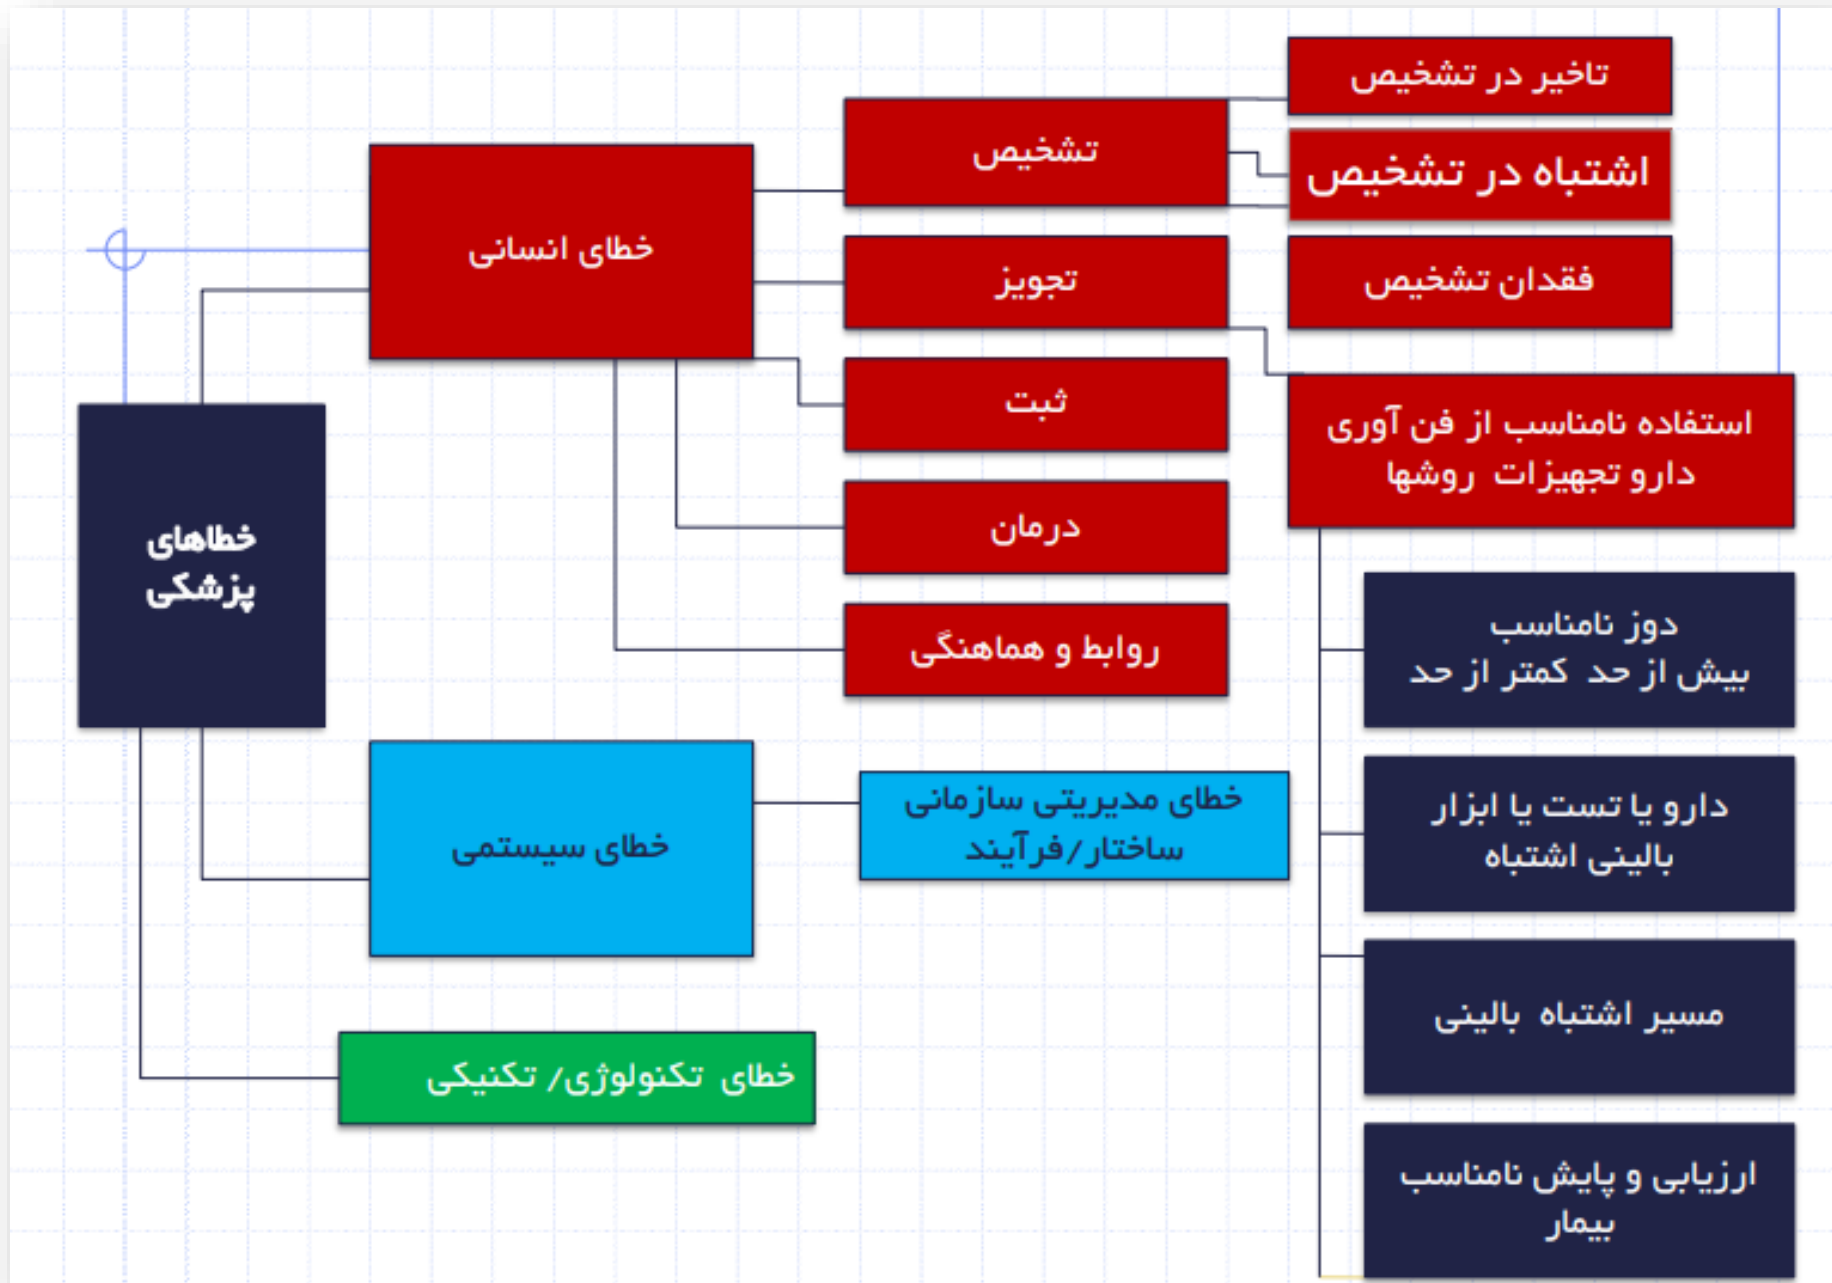 خطاهای
پزشکی
خطای انسانی
تشخیص
تاخیر در تشخیص
اشتباه در تشخیص
فقدان تشخیص
تجویز
استفاده نامناسب از فن آوری
دارو تجهیزات روشها
دوز نامناسب
بیش از حد کمتر از حد
دارو یا تست یا ابزار
بالینی اشتباه
مسیر اشتباه بالینی
ارزیابی و پایش نامناسب
بیمار
ثبت
درمان
روابط و هماهنگی
خطای سیستمی
خطای مدیریتی سازمانی
ساختار/فرآیند
خطای تکنولوژی/ تکنیکی